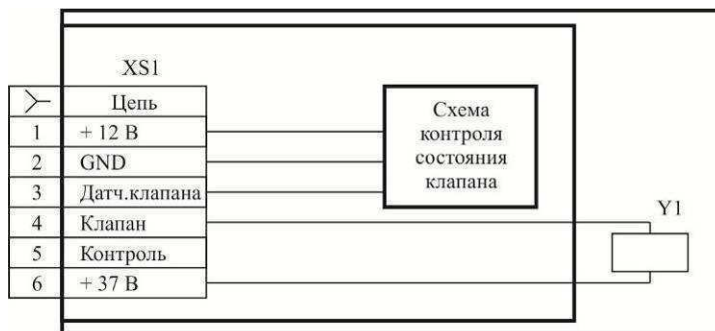 XS1
Цепь
1 + 12 В
2 GND
3 Датч.клапана
4 Клапан
5 Контроль
6 + 37 В
Схема
контроля
состояния
клапана
Y1